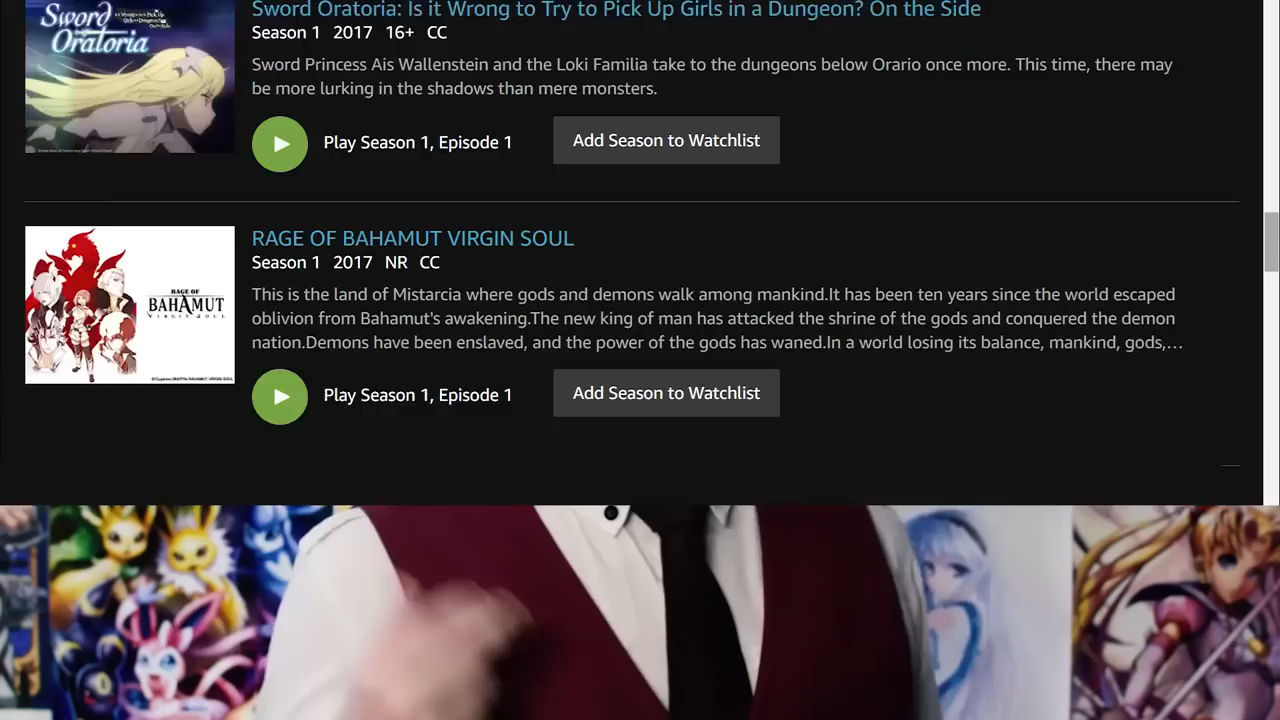 Sword
Oratoria
Sword Oratoria: Is it Wrong to Try to Pick Up Girls in a Dungeon? On the Side
Season 1 2017 16+ CC
Sword Princess Ais Wallenstein and the Loki Familia take to the dungeons below Orario once more. This time, there may
be more lurking in the shadows than mere monsters.
Play Season 1, Episode 1 Add Season to Watchlist
RAGE OF
BAHAMUT
VIRGIN SOUL
RAGE OF BAHAMUT VIRGIN SOUL
Season 1 2017 NR CC
This is the land of Mistarcia where gods and demons walk among mankind.It has been ten years since the world escaped
oblivion from Bahamut's awakening.The new king of man has attacked the shrine of the gods and conquered the demon
nation.Demons have been enslaved, and the power of the gods has waned.In a world losing its balance, mankind, gods,...
Play Season 1, Episode 1 Add Season to Watchlist